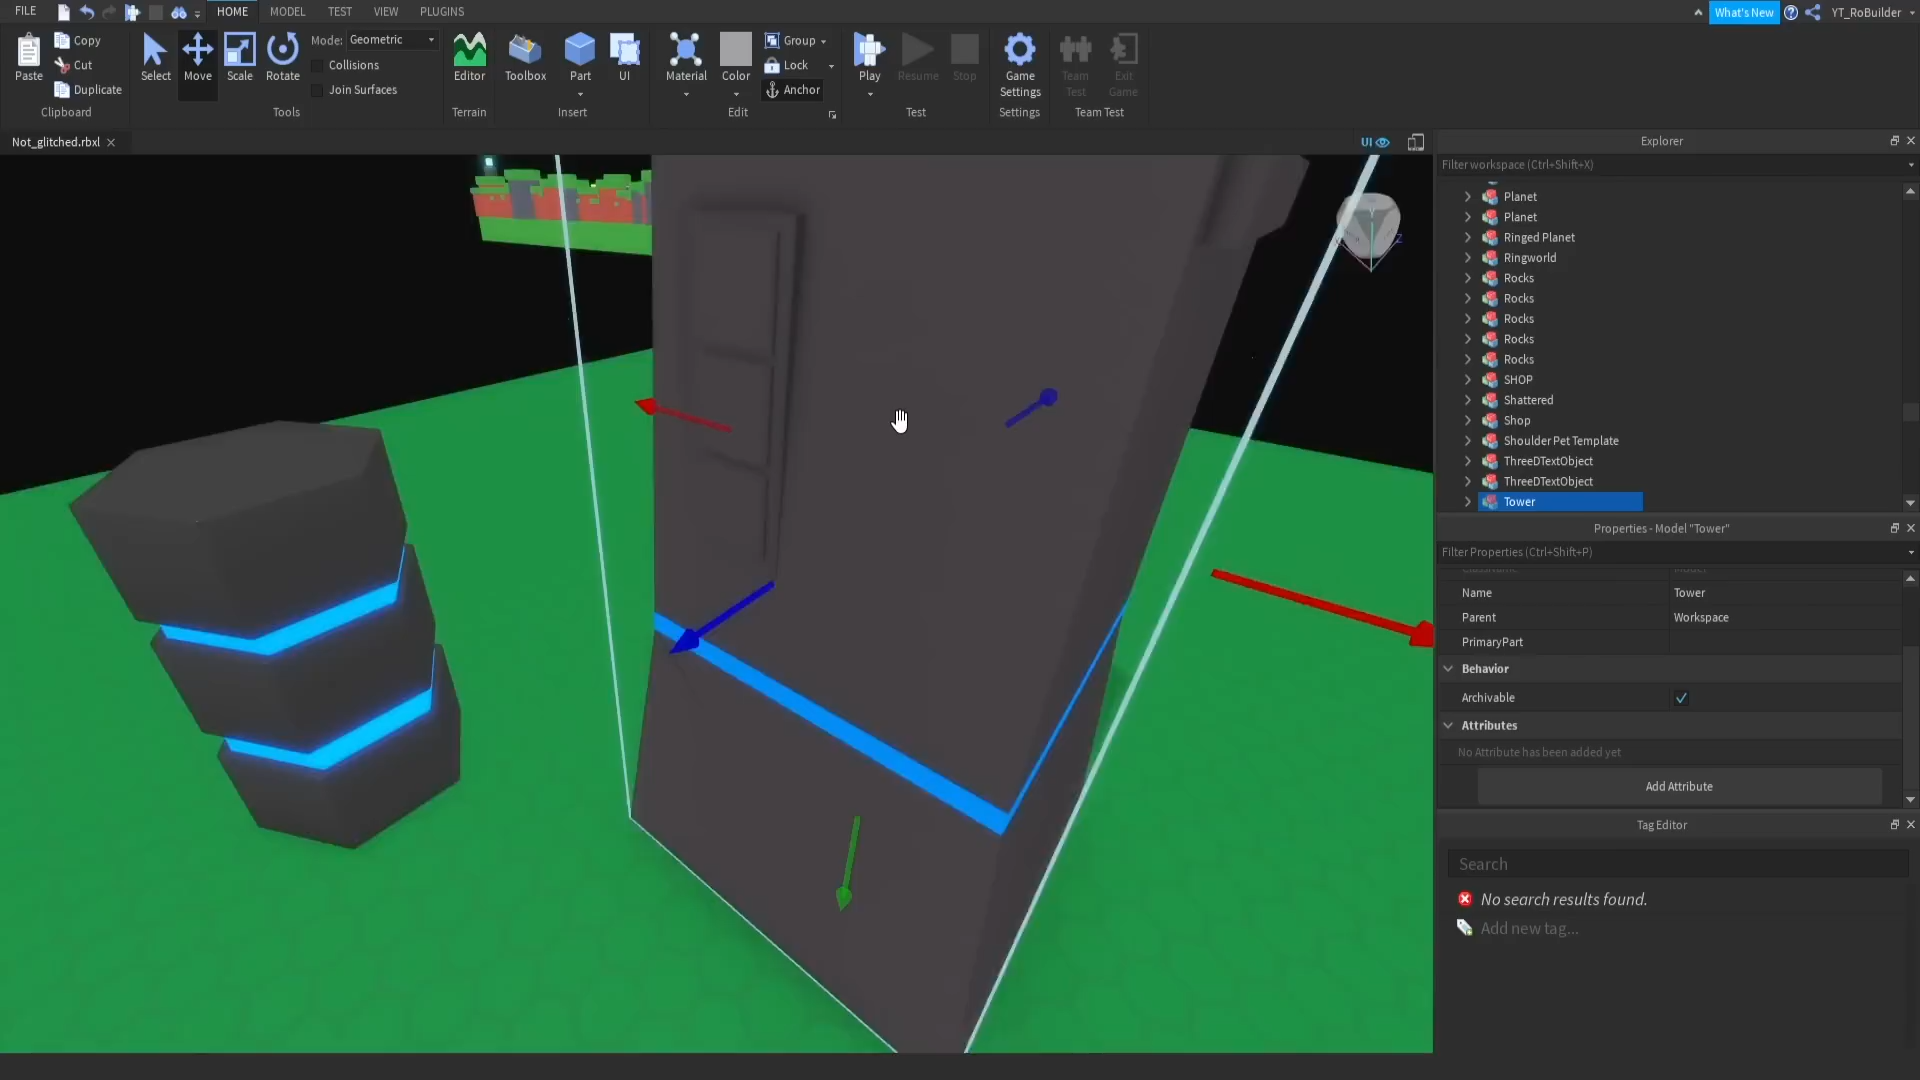 FILE
HOME
MODEL
TEST
VIEW
PLUGINS
What's New
YT_RoBuilder
Paste
Copy
Cut
Duplicate
Clipboard
Select
Move
Scale
Rotate
Mode: Geometric
Collisions
Join Surfaces
Tools
Editor
Terrain
Toolbox
Part
UI
Insert
Material
Color
Group
Lock
Anchor
Edit
Play
Resume
Stop
Test
Game
Settings
Settings
Team
Test
Exit
Game
Team Test
Not_glitched.rbxl
UI
Explorer
Filter workspace (Ctrl+Shift+X)
Planet
Planet
Ringed Planet
Ringworld
Rocks
Rocks
Rocks
Rocks
Rocks
SHOP
Shattered
Shop
Shoulder Pet Template
ThreeDTextObject
ThreeDTextObject
Tower
Properties - Model "Tower"
Filter Properties (Ctrl+Shift+P)
Name Tower
Parent Workspace
PrimaryPart
Behavior
Archivable
Attributes
No Attribute has been added yet
Add Attribute
Tag Editor
Search
No search results found.
Add new tag...